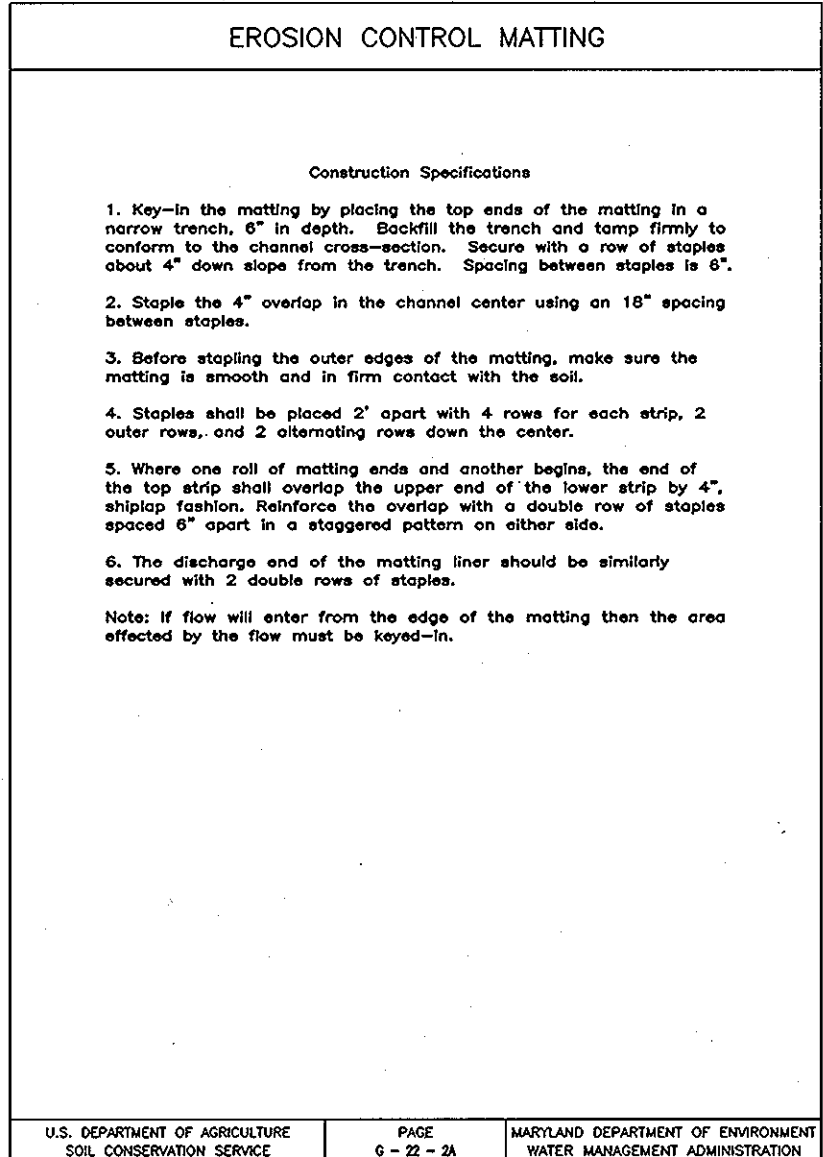 EROSION CONTROL MATTING
Construction Specifications
1. Key-in the matting by placing the top ends of the matting in a
narrow trench, 6" in depth. Backfill the trench and tamp firmly to
conform to the channel cross-section. Secure with a row of staples
about 4" down slope from the trench. Spacing between staples is 6".
2. Staple the 4" overlap in the channel center using an 18" spacing
between staples.
3. Before stapling the outer edges of the matting, make sure the
matting is smooth and in firm contact with the soil.
4. Staples shall be placed 2' apart with 4 rows for each strip, 2
outer rows, and 2 alternating rows down the center.
5. Where one roll of matting ends and another begins, the end of
the top strip shall overlap the upper end of the lower strip by 4",
shiplap fashion. Reinforce the overlap with a double row of staples
spaced 6" apart in a staggered pattern on either side.
6. The discharge end of the matting liner should be similarly
secured with 2 double rows of staples.
Note: If flow will enter from the edge of the matting then the area
effected by the flow must be keyed-in.
U.S. DEPARTMENT OF AGRICULTURE
SOIL CONSERVATION SERVICE
PAGE
G - 22 - 2A
MARYLAND DEPARTMENT OF ENVIRONMENT
WATER MANAGEMENT ADMINISTRATION